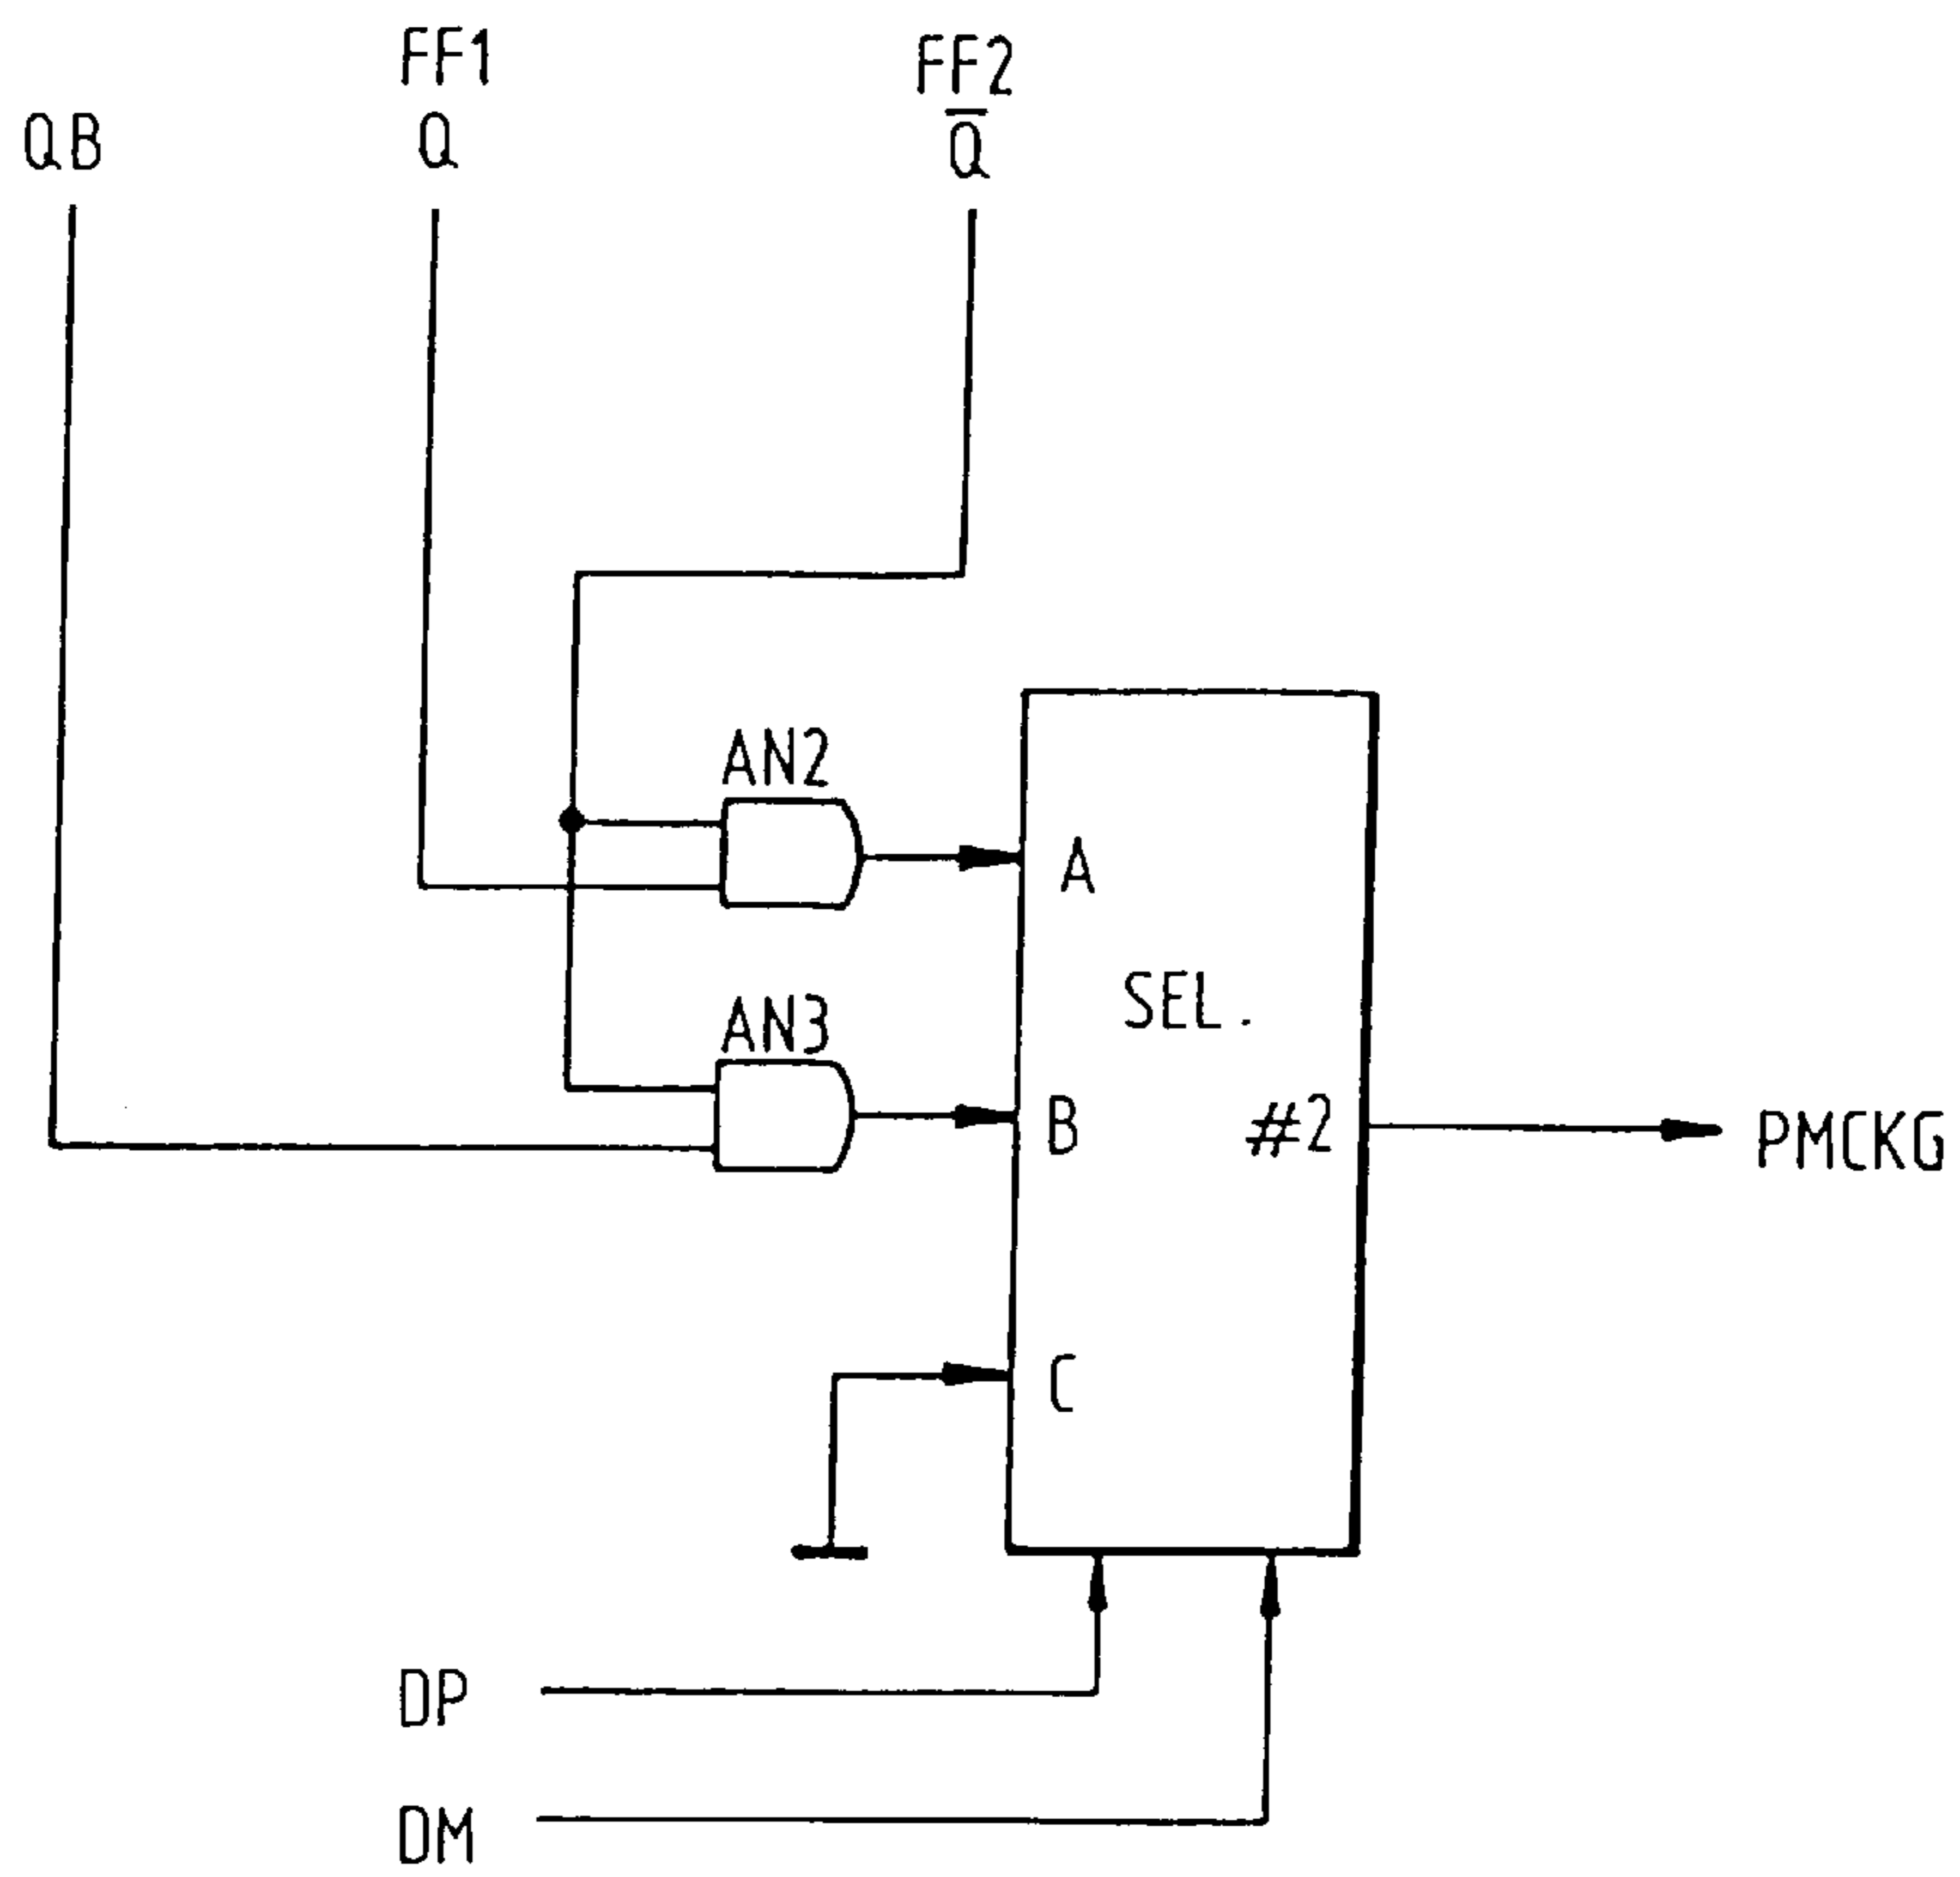 QB
FF1
Q
FF2
Q̅
AN2
A
SEL.
AN3
B
#2
PMCKG
C
DP
DM